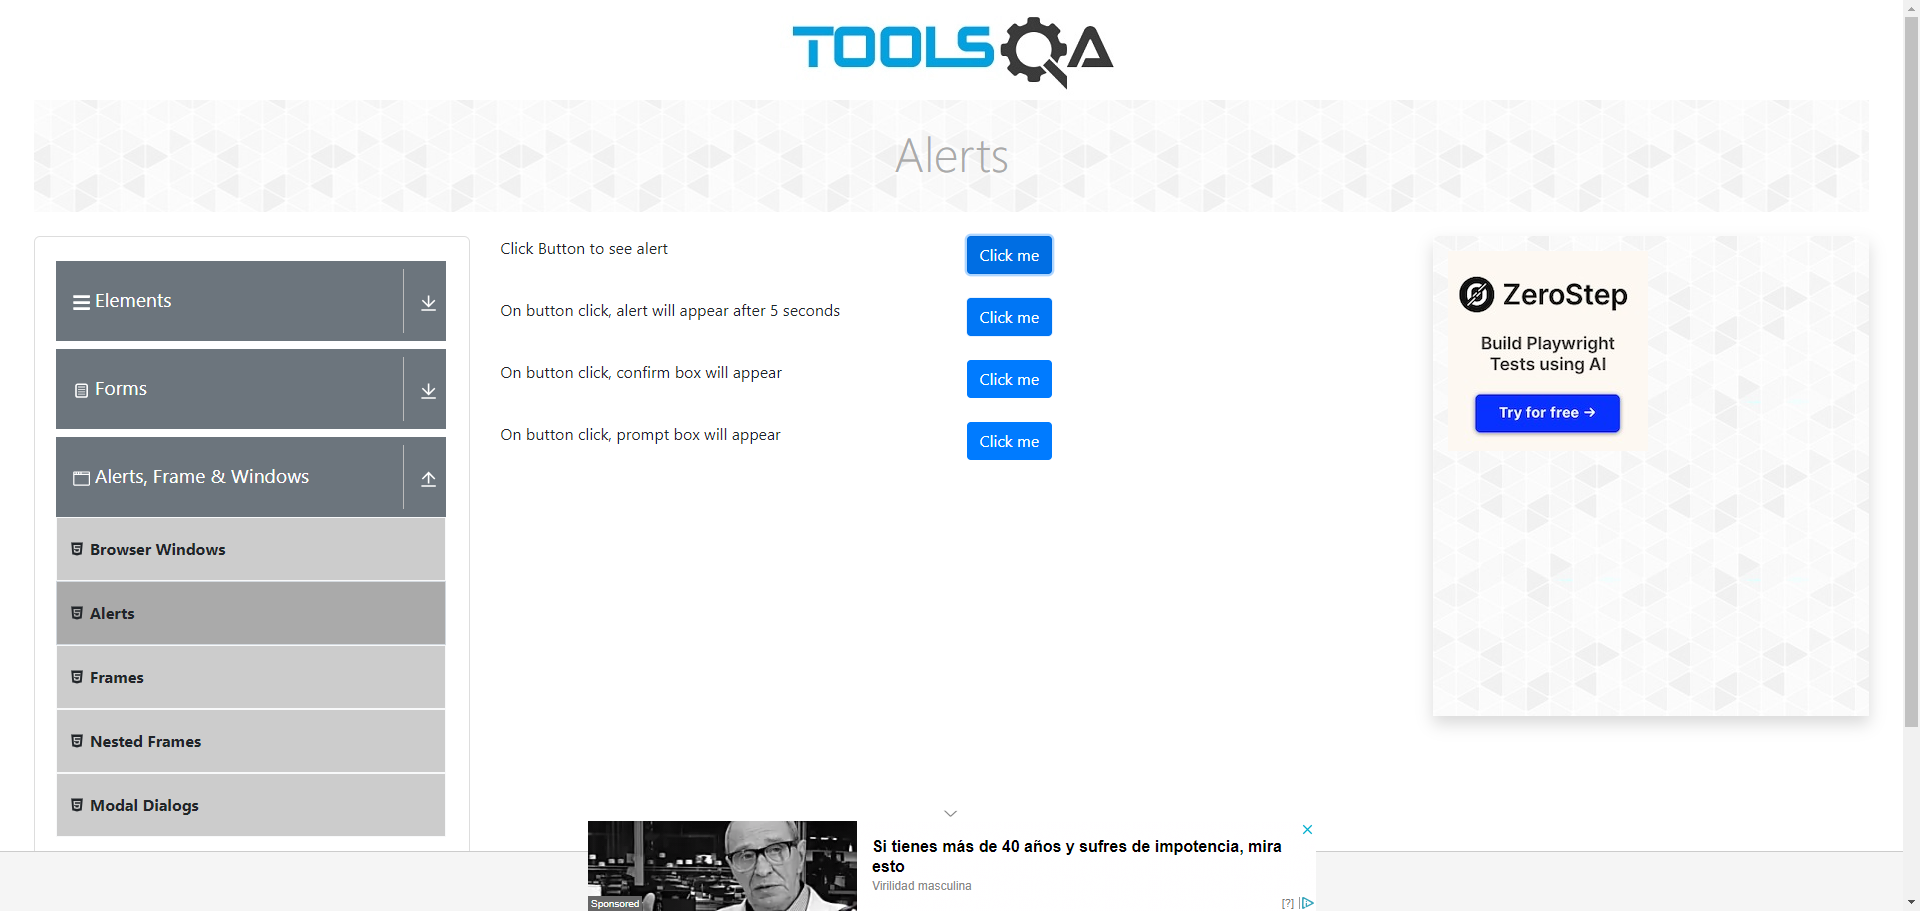 TOOLSQA
Alerts
Elements
Forms
Alerts, Frame & Windows
Browser Windows
Alerts
Frames
Nested Frames
Modal Dialogs
Click Button to see alert
Click me
On button click, alert will appear after 5 seconds
Click me
On button click, confirm box will appear
Click me
On button click, prompt box will appear
Click me
ZeroStep
Build Playwright
Tests using AI
Try for free →
Si tienes más de 40 años y sufres de impotencia, mira
esto
Virilidad masculina
Sponsored
[?]